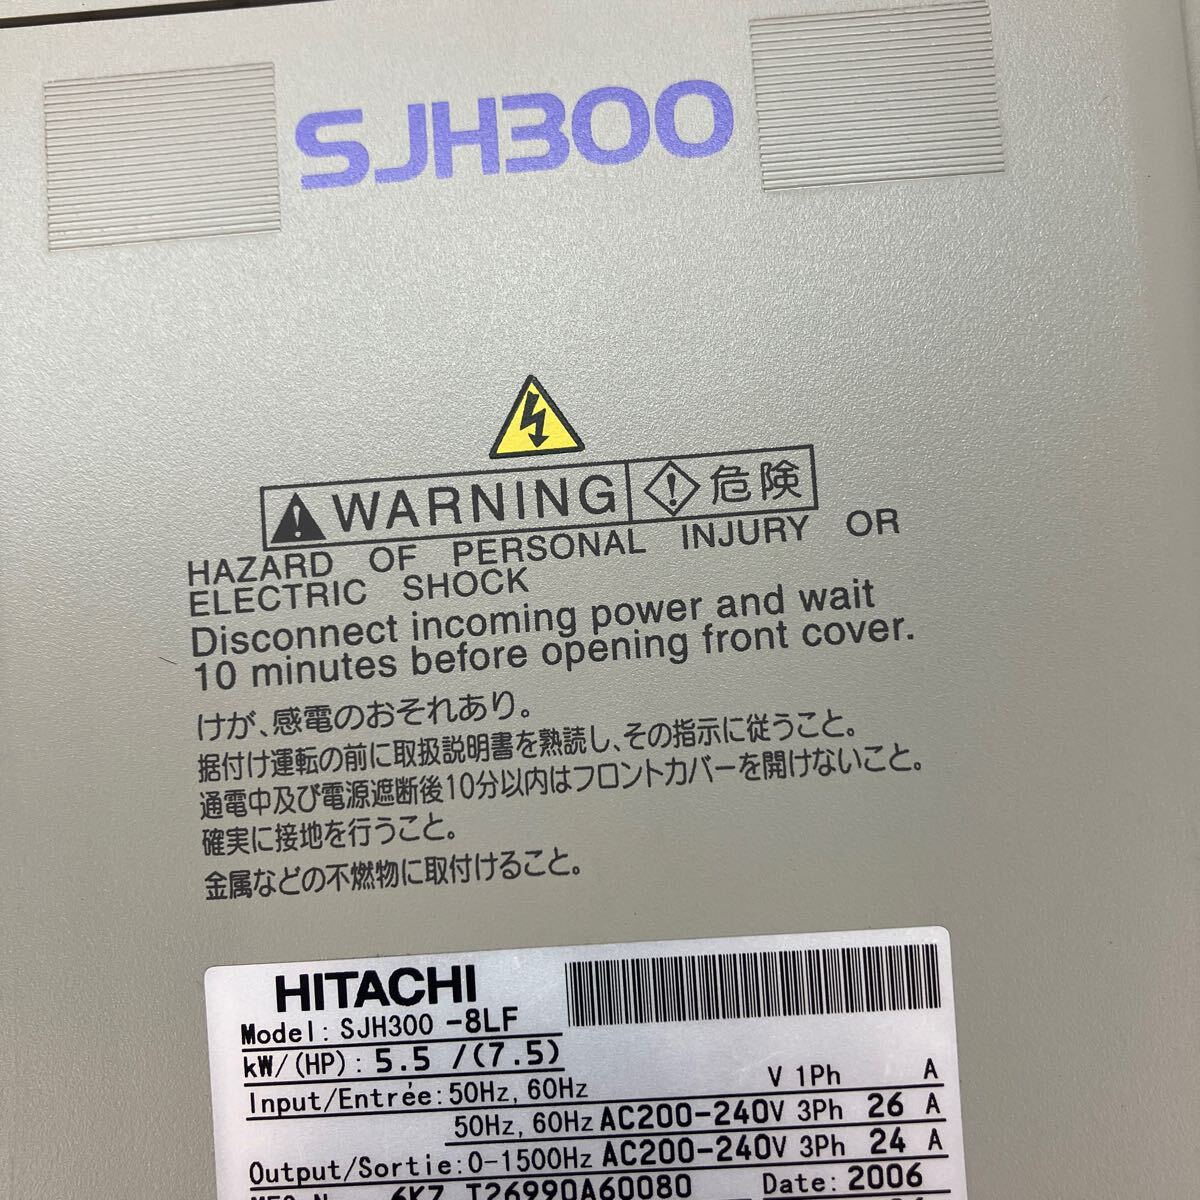 SJH300
WARNING 危険
HAZARD OF PERSONAL INJURY OR
ELECTRIC SHOCK
Disconnect incoming power and wait
10 minutes before opening front cover.
けが、感電のおそれあり。
据付け運転の前に取扱説明書を熟読し、その指示に従うこと。
通電中及び電源遮断後10分以内はフロントカバーを開けないこと。
確実に接地を行うこと。
金属などの不燃物に取付けること。
HITACHI
Model: SJH300 -8LF
kW/(HP): 5.5 /(7.5)
Input/Entrée: 50Hz, 60Hz V 1Ph A
50Hz, 60Hz AC200-240V 3Ph 26 A
Output/Sortie: 0-1500Hz AC200-240V 3Ph 24 A
6KZ T26990A60080 Date: 2006